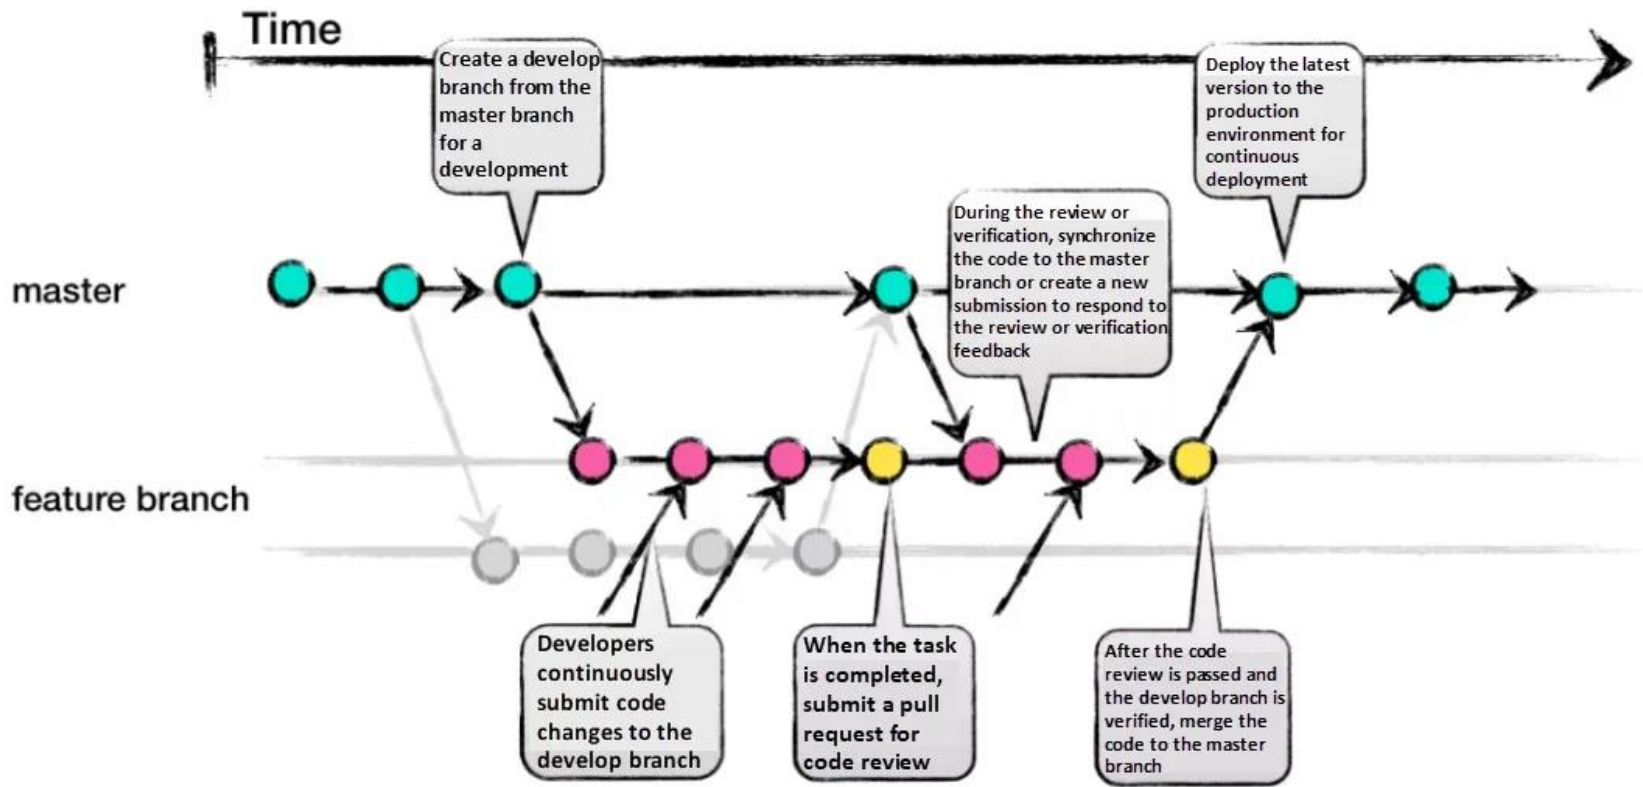 Time
Create a develop
branch from the
master branch
for a
development
Deploy the latest
version to the
production
environment for
continuous
deployment
During the review or
verification, synchronize
the code to the master
branch or create a new
submission to respond to
the review or verification
feedback
master
feature branch
Developers
continuously
submit code
changes to the
develop branch
When the task
is completed,
submit a pull
request for
code review
After the code
review is passed and
the develop branch is
verified, merge the
code to the master
branch